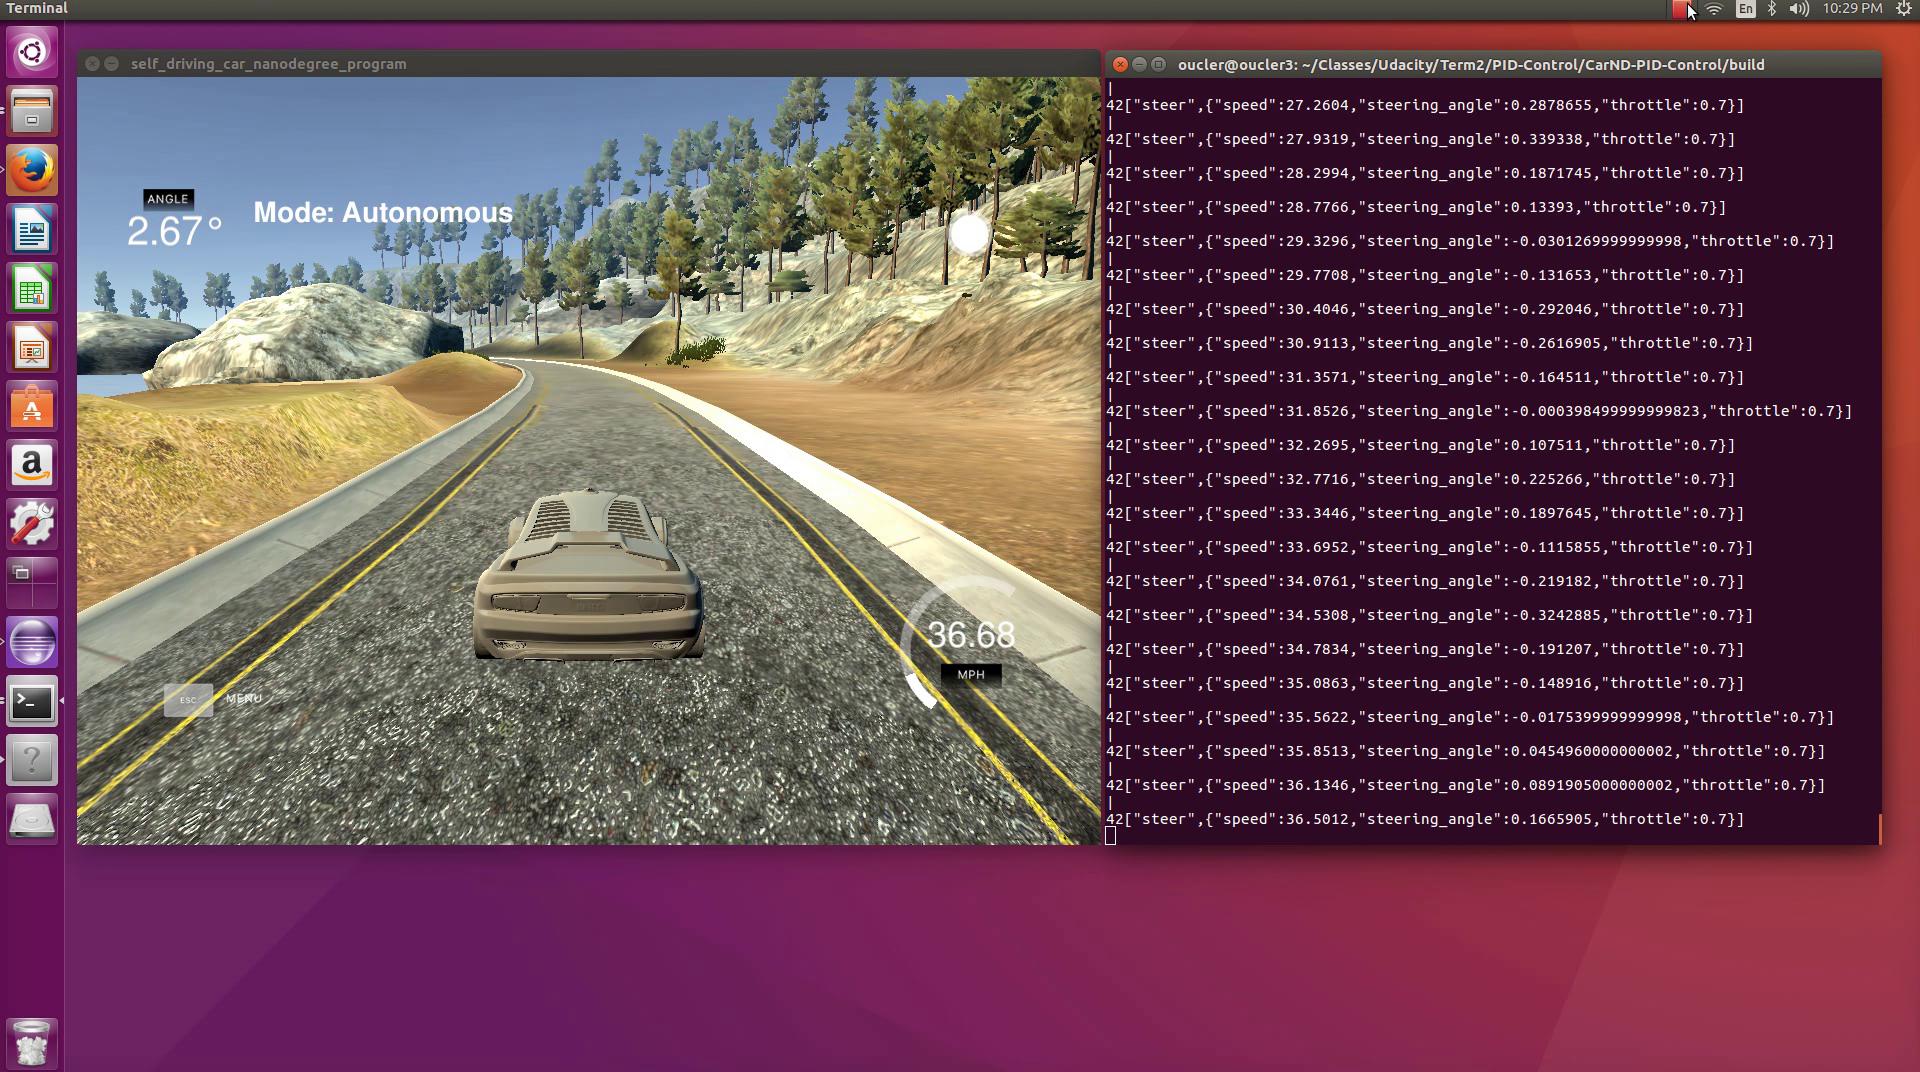 Terminal
En
10:29 PM
self_driving_car_nanodegree_program
ANGLE
2.67°
Mode: Autonomous
36.68
MPH
ESC
MENU
a
>_
?
oucler@oucler3: ~/Classes/Udacity/Term2/PID-Control/CarND-PID-Control/build
|
42["steer",{"speed":27.2604,"steering_angle":0.2878655,"throttle":0.7}]
|
42["steer",{"speed":27.9319,"steering_angle":0.339338,"throttle":0.7}]
|
42["steer",{"speed":28.2994,"steering_angle":0.1871745,"throttle":0.7}]
|
42["steer",{"speed":28.7766,"steering_angle":0.13393,"throttle":0.7}]
|
42["steer",{"speed":29.3296,"steering_angle":-0.0301269999999998,"throttle":0.7}]
|
42["steer",{"speed":29.7708,"steering_angle":-0.131653,"throttle":0.7}]
|
42["steer",{"speed":30.4046,"steering_angle":-0.292046,"throttle":0.7}]
|
42["steer",{"speed":30.9113,"steering_angle":-0.2616905,"throttle":0.7}]
|
42["steer",{"speed":31.3571,"steering_angle":-0.164511,"throttle":0.7}]
|
42["steer",{"speed":31.8526,"steering_angle":-0.000398499999999823,"throttle":0.7}]
|
42["steer",{"speed":32.2695,"steering_angle":0.107511,"throttle":0.7}]
|
42["steer",{"speed":32.7716,"steering_angle":0.225266,"throttle":0.7}]
|
42["steer",{"speed":33.3446,"steering_angle":0.1897645,"throttle":0.7}]
|
42["steer",{"speed":33.6952,"steering_angle":-0.1115855,"throttle":0.7}]
|
42["steer",{"speed":34.0761,"steering_angle":-0.219182,"throttle":0.7}]
|
42["steer",{"speed":34.5308,"steering_angle":-0.3242885,"throttle":0.7}]
|
42["steer",{"speed":34.7834,"steering_angle":-0.191207,"throttle":0.7}]
|
42["steer",{"speed":35.0863,"steering_angle":-0.148916,"throttle":0.7}]
|
42["steer",{"speed":35.5622,"steering_angle":-0.0175399999999998,"throttle":0.7}]
|
42["steer",{"speed":35.8513,"steering_angle":0.0454960000000002,"throttle":0.7}]
|
42["steer",{"speed":36.1346,"steering_angle":0.0891905000000002,"throttle":0.7}]
|
42["steer",{"speed":36.5012,"steering_angle":0.1665905,"throttle":0.7}]